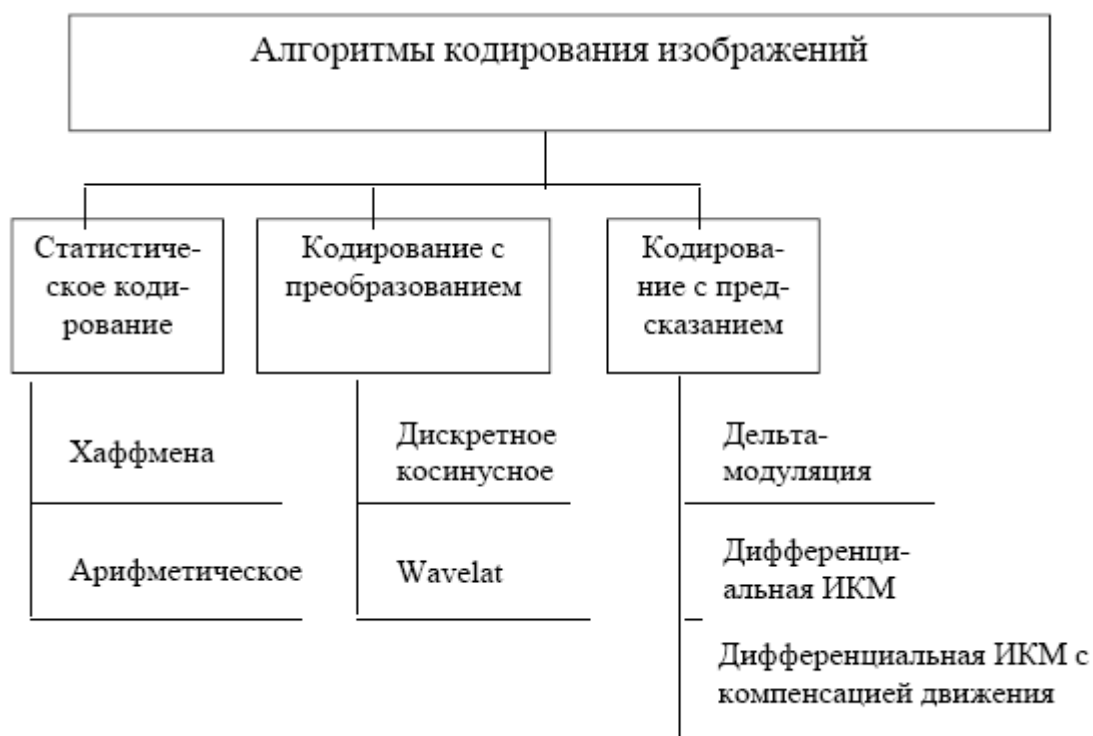 Алгоритмы кодирования изображений
Статистиче-
ское коди-
рование
Кодирование с
преобразованием
Кодирова-
ние с пред-
сказанием
Хаффмена
Арифметическое
Дискретное
косинусное
Wavelat
Дельта-
модуляция
Дифференци-
альная ИКМ
Дифференциальная ИКМ с
компенсацией движения